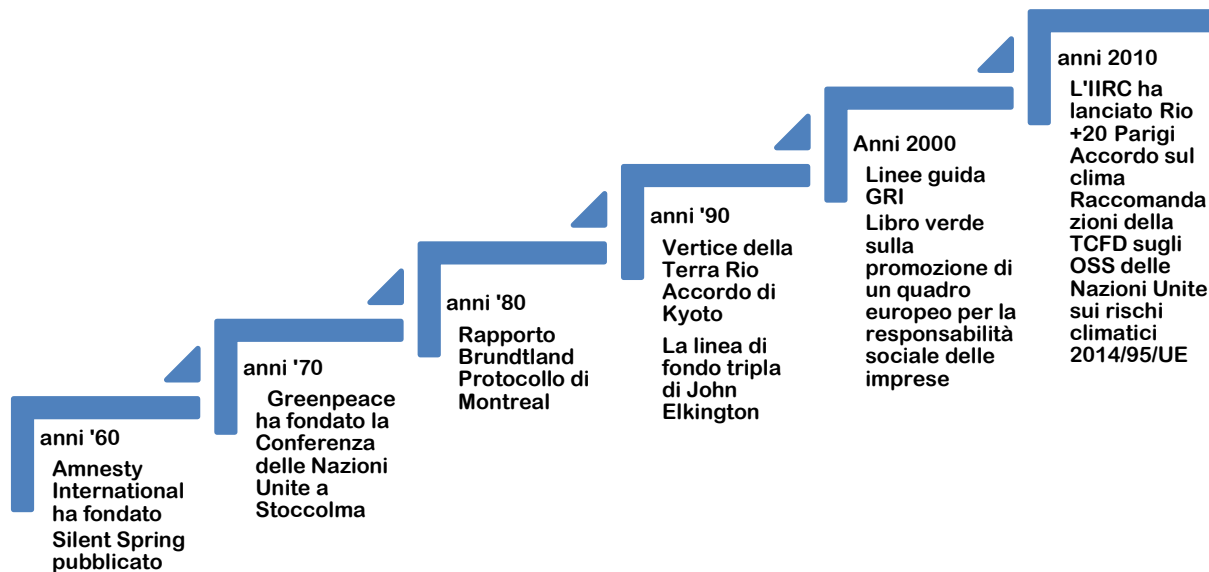 anni '60
Amnesty
International
ha fondato
Silent Spring
pubblicato
anni '70
Greenpeace
ha fondato la
Conferenza
delle Nazioni
Unite a
Stoccolma
anni '80
Rapporto
Brundtland
Protocollo di
Montreal
anni '90
Vertice della
Terra Rio
Accordo di
Kyoto
La linea di
fondo tripla
di John
Elkington
Anni 2000
Linee guida
GRI
Libro verde
sulla
promozione di
un quadro
europeo per la
responsabilità
sociale delle
imprese
anni 2010
L'IIRC ha
lanciato Rio
+20 Parigi
Accordo sul
clima
Raccomanda
zioni della
TCFD sugli
OSS delle
Nazioni Unite
sui rischi
climatici
2014/95/UE